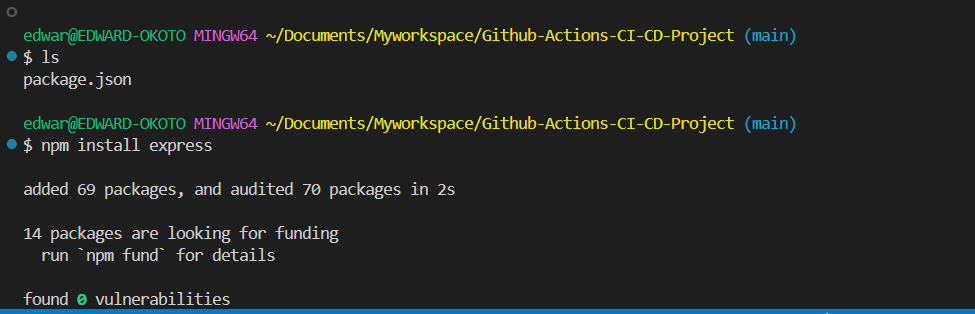 edwar@EDWARD-OKOTO MINGW64 ~/Documents/Myworkspace/Github-Actions-CI-CD-Project (main)
$ ls
package.json
edwar@EDWARD-OKOTO MINGW64 ~/Documents/Myworkspace/Github-Actions-CI-CD-Project (main)
$ npm install express
added 69 packages, and audited 70 packages in 2s
14 packages are looking for funding
  run `npm fund` for details
found 0 vulnerabilities